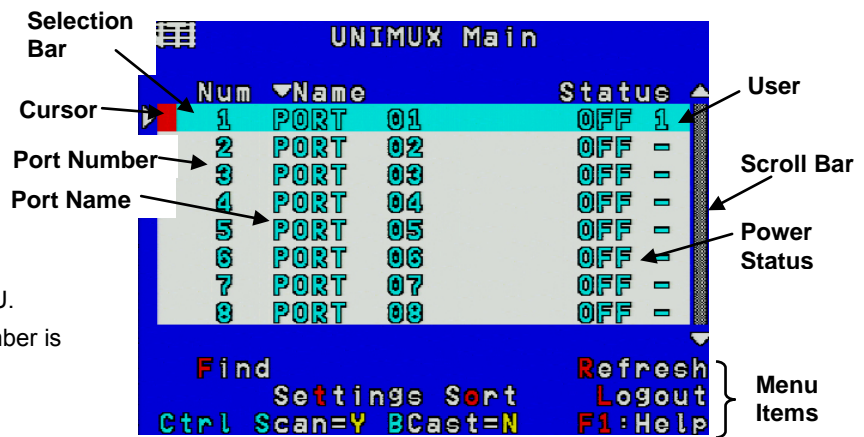 Selection
Bar
UNIMUX Main
Num Name Status
User
Cursor
1 PORT 01 OFF 1
2 PORT 02 OFF -
Port Number
3 PORT 03 OFF -
Scroll Bar
Port Name
4 PORT 04 OFF -
5 PORT 05 OFF -
Power
Status
6 PORT 06 OFF -
7 PORT 07 OFF -
8 PORT 08 OFF -
U.
ber is
Find Refresh
Settings Sort Logout
Menu
Items
Ctrl Scan=Y BCast=N F1:Help